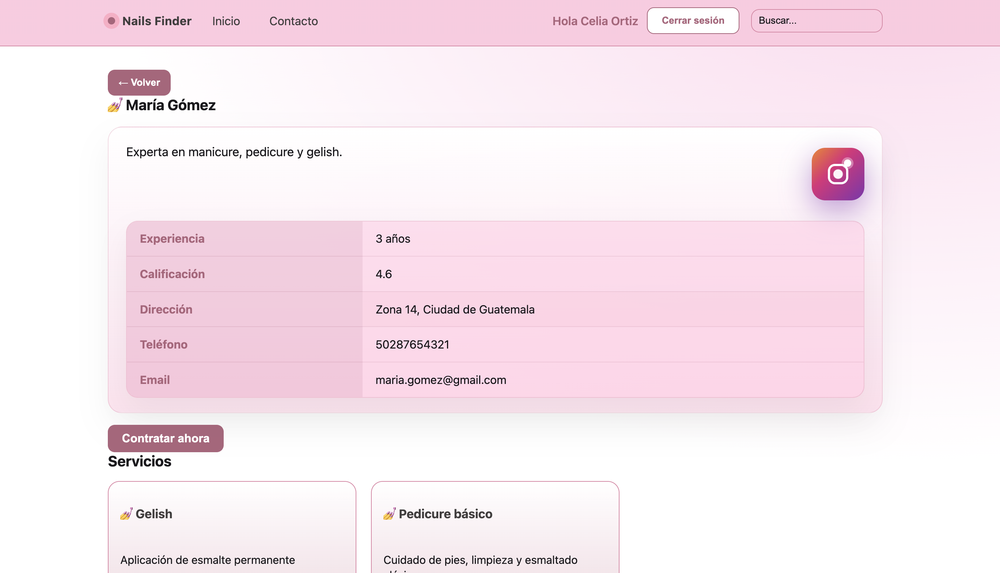 Nails Finder Inicio Contacto Hola Celia Ortiz Cerrar sesión Buscar...
← Volver
💅 María Gómez
Experta en manicure, pedicure y gelish.
Experiencia 3 años
Calificación 4.6
Dirección Zona 14, Ciudad de Guatemala
Teléfono 50287654321
Email maria.gomez@gmail.com
Contratar ahora
Servicios
💅 Gelish
💅 Pedicure básico
Aplicación de esmalte permanente
Cuidado de pies, limpieza y esmaltado